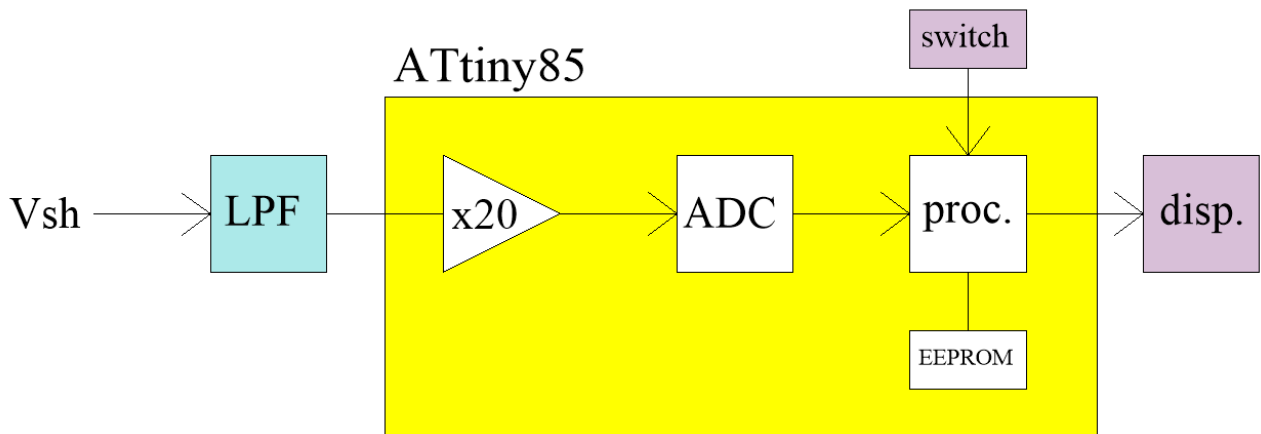 switch
ATtiny85
Vsh
LPF
x20
ADC
proc.
disp.
EEPROM